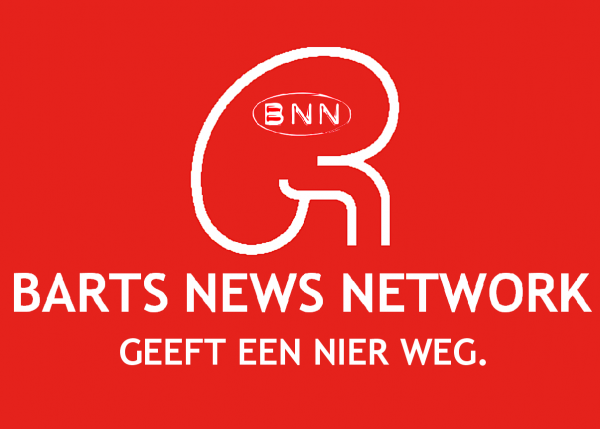 BNN
BARTS NEWS NETWORK
GEEFT EEN NIER WEG.